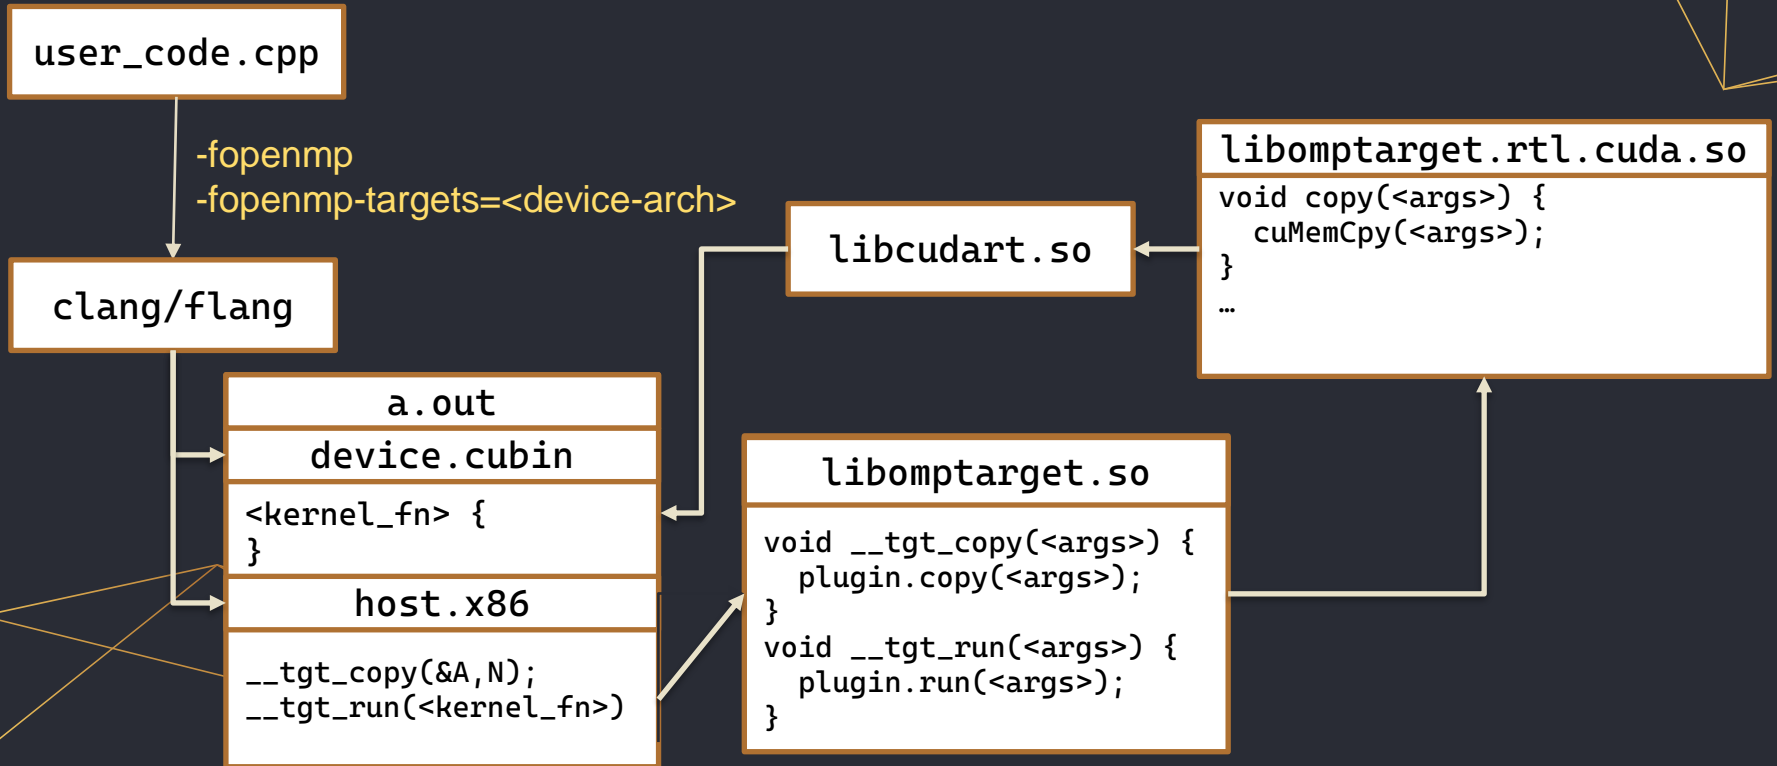 user_code.cpp
-fopenmp
-fopenmp-targets=<device-arch>
clang/flang
a.out
device.cubin
<kernel_fn> {
}
host.x86
__tgt_copy(&A,N);
__tgt_run(<kernel_fn>)
libomptarget.so
void __tgt_copy(<args>) {
plugin.copy(<args>);
}
void __tgt_run(<args>) {
plugin.run(<args>);
}
libcudart.so
libomptarget.rtl.cuda.so
void copy(<args>) {
cuMemCpy(<args>);
}
…